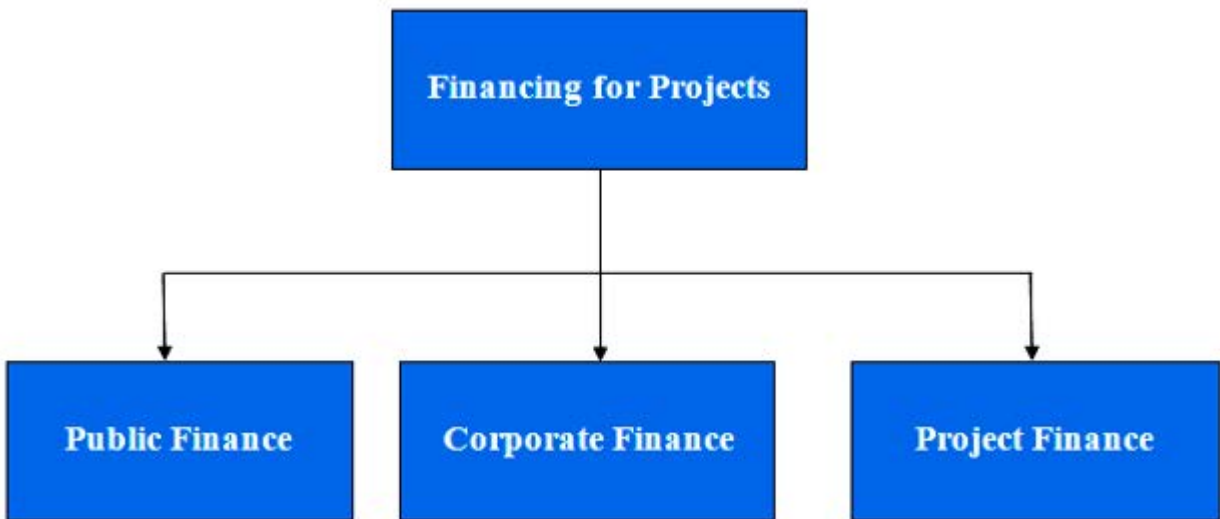 Financing for Projects
Public Finance
Corporate Finance
Project Finance